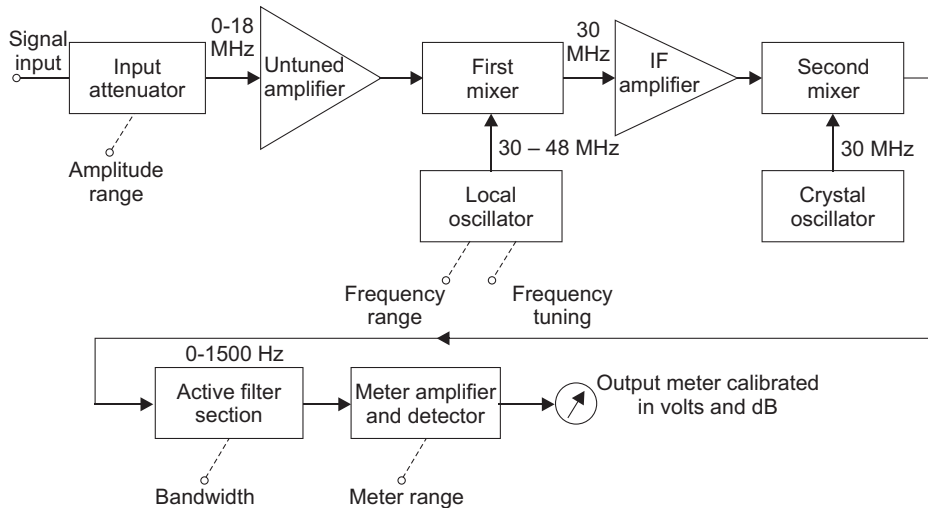 Signal
input
Input
attenuator
Amplitude
range
0-18
MHz
Untuned
amplifier
First
mixer
30
MHz
IF
amplifier
Second
mixer
30 – 48 MHz
30 MHz
Local
oscillator
Crystal
oscillator
Frequency
range
Frequency
tuning
0-1500 Hz
Active filter
section
Meter amplifier
and detector
Output meter calibrated
in volts and dB
Bandwidth
Meter range